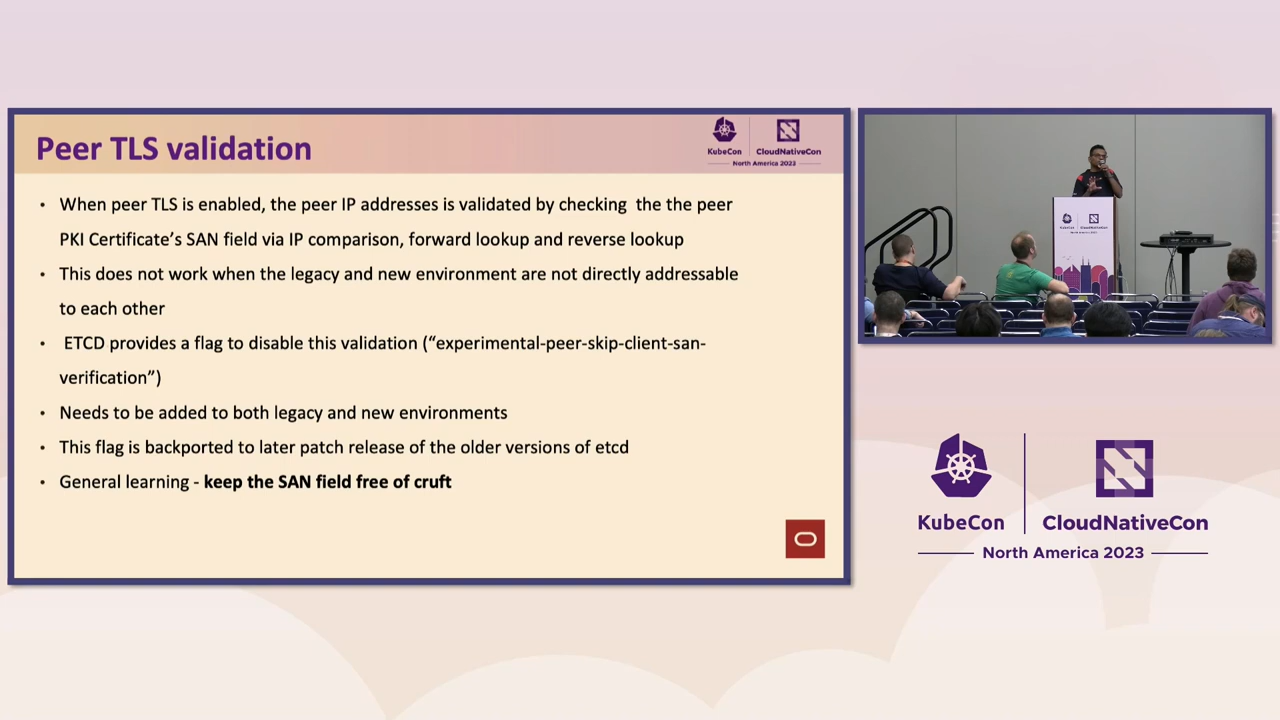 Peer TLS validation
KubeCon
CloudNativeCon
North America 2023
• When peer TLS is enabled, the peer IP addresses is validated by checking the the peer
PKI Certificate's SAN field via IP comparison, forward lookup and reverse lookup
• This does not work when the legacy and new environment are not directly addressable
to each other
• ETCD provides a flag to disable this validation (“experimental-peer-skip-client-san-
verification”)
• Needs to be added to both legacy and new environments
• This flag is backported to later patch release of the older versions of etcd
• General learning - keep the SAN field free of cruft
KubeCon
CloudNativeCon
North America 2023